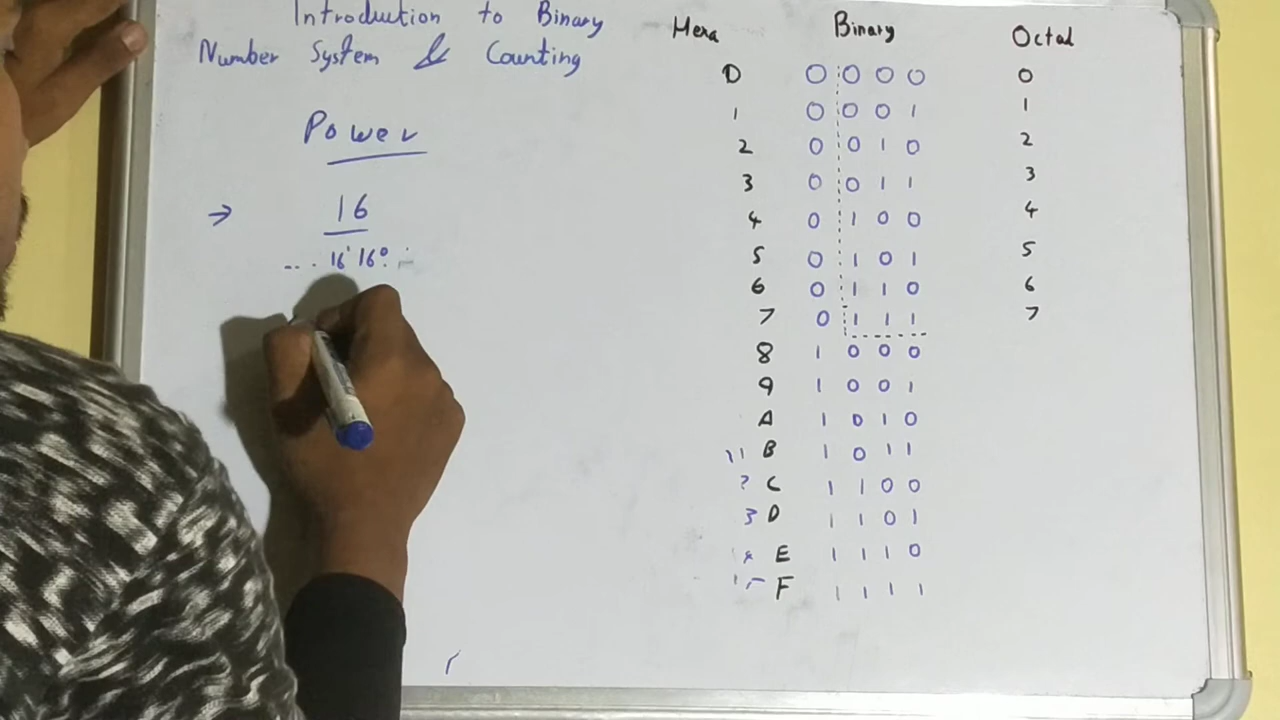 Introduction to Binary
Number System & Counting
Power
→ 16
... 16¹ 16⁰ .
Hexa Binary Octal
0 0 0 0 0 0
1 0 0 0 1 1
2 0 0 1 0 2
3 0 0 1 1 3
4 0 1 0 0 4
5 0 1 0 1 5
6 0 1 1 0 6
7 0 1 1 1 7
8 1 0 0 0
9 1 0 0 1
A 1 0 1 0
11 B 1 0 1 1
C 1 1 0 0
3 D 1 1 0 1
E 1 1 1 0
F 1 1 1 1